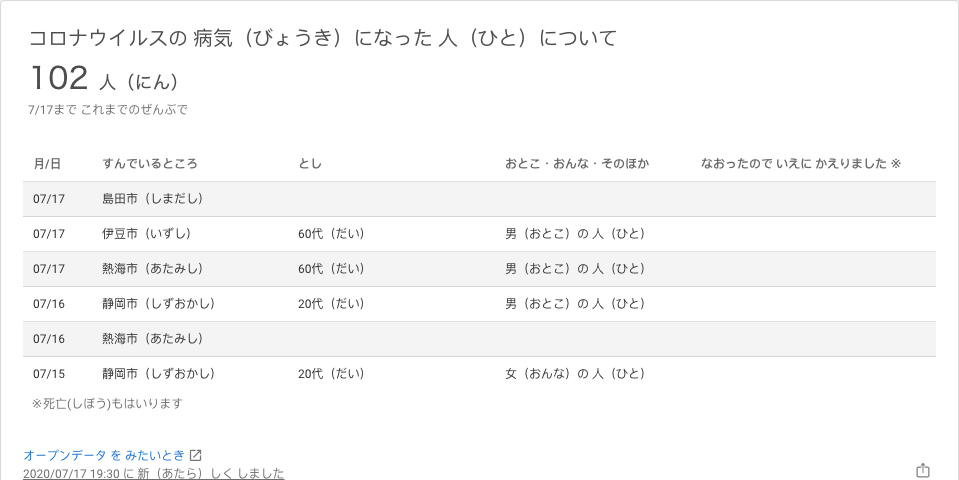 コロナウイルスの 病気（びょうき）になった 人（ひと）について
102 人（にん）
7/17まで これまでのぜんぶで
月/日 すんでいるところ とし おとこ・おんな・そのほか なおったので いえに かえりました ※
07/17 島田市（しまだし）
07/17 伊豆市（いずし） 60代（だい） 男（おとこ）の 人（ひと）
07/17 熱海市（あたみし） 60代（だい） 男（おとこ）の 人（ひと）
07/16 静岡市（しずおかし） 20代（だい） 男（おとこ）の 人（ひと）
07/16 熱海市（あたみし）
07/15 静岡市（しずおかし） 20代（だい） 女（おんな）の 人（ひと）
※死亡(しぼう)もはいります
オープンデータ を みたいとき
2020/07/17 19:30 に 新（あたら）しく しました